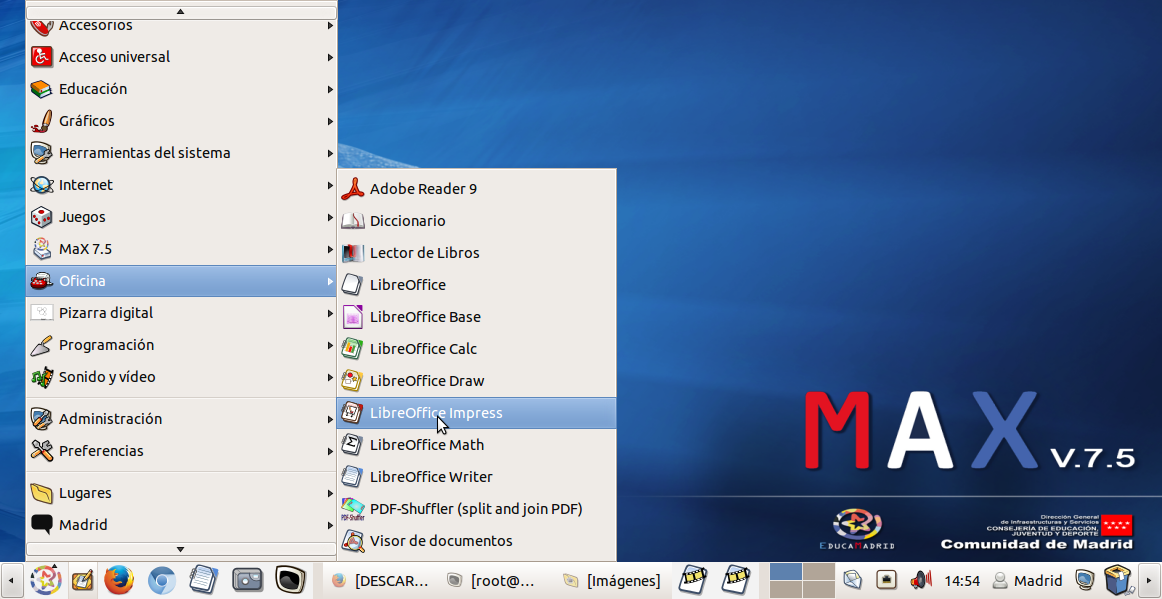 Accesorios
Acceso universal
Educación
Gráficos
Herramientas del sistema
Internet
Juegos
MaX 7.5
Oficina
Pizarra digital
Programación
Sonido y vídeo
Administración
Preferencias
Lugares
Madrid
Adobe Reader 9
Diccionario
Lector de Libros
LibreOffice
LibreOffice Base
LibreOffice Calc
LibreOffice Draw
LibreOffice Impress
LibreOffice Math
LibreOffice Writer
PDF-Shuffler (split and join PDF)
Visor de documentos
MAX V.7.5
EDUCAMADRID
Dirección General
de Infraestructuras y Servicios
CONSEJERÍA DE EDUCACIÓN,
JUVENTUD Y DEPORTE
Comunidad de Madrid
[DESCAR...
[root@...
[Imágenes]
14:54
Madrid